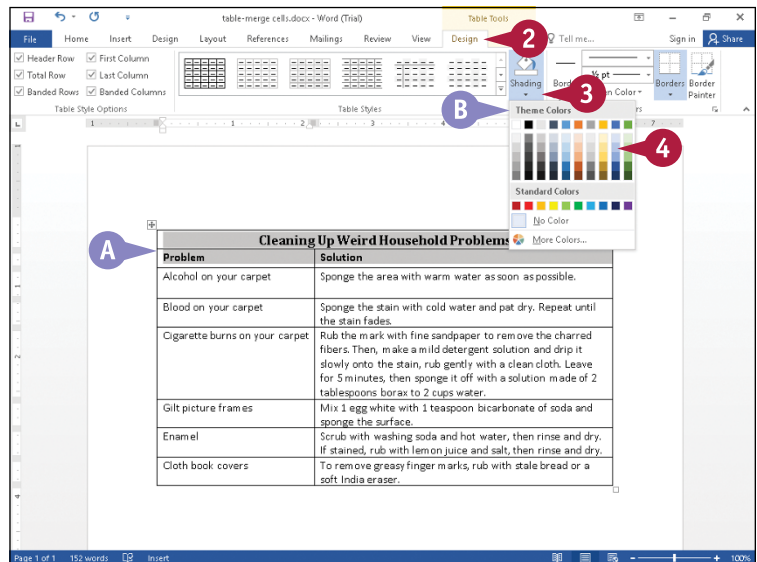 table-merge cells.docx - Word (Trial)
Table Tools
File Home Insert Design Layout References Mailings Review View Design 2 Tell me... Sign in Share
Header Row First Column
Total Row Last Column
Banded Rows Banded Columns
Table Style Options
Table Styles
Shading
½ pt
Color
Borders
Border Painter
3
B
Theme Colors
4
Standard Colors
No Color
More Colors...
1 1 2 3 7
A
Cleaning Up Weird Household Problems
Problem Solution
Alcohol on your carpet Sponge the area with warm water as soon as possible.
Blood on your carpet Sponge the stain with cold water and pat dry. Repeat until
the stain fades.
Cigarette burns on your carpet Rub the mark with fine sandpaper to remove the charred
fibers. Then, make a mild detergent solution and drip it
slowly onto the stain, rub gently with a clean cloth. Leave
for 5 minutes, then sponge it off with a solution made of 2
tablespoons borax to 2 cups water.
Gilt picture frames Mix 1 egg white with 1 teaspoon bicarbonate of soda and
sponge the surface.
Enamel Scrub with washing soda and hot water, then rinse and dry.
If stained, rub with lemon juice and salt, then rinse and dry.
Cloth book covers To remove greasy finger marks, rub with stale bread or a
soft India eraser.
Page 1 of 1 152 words Insert 100%